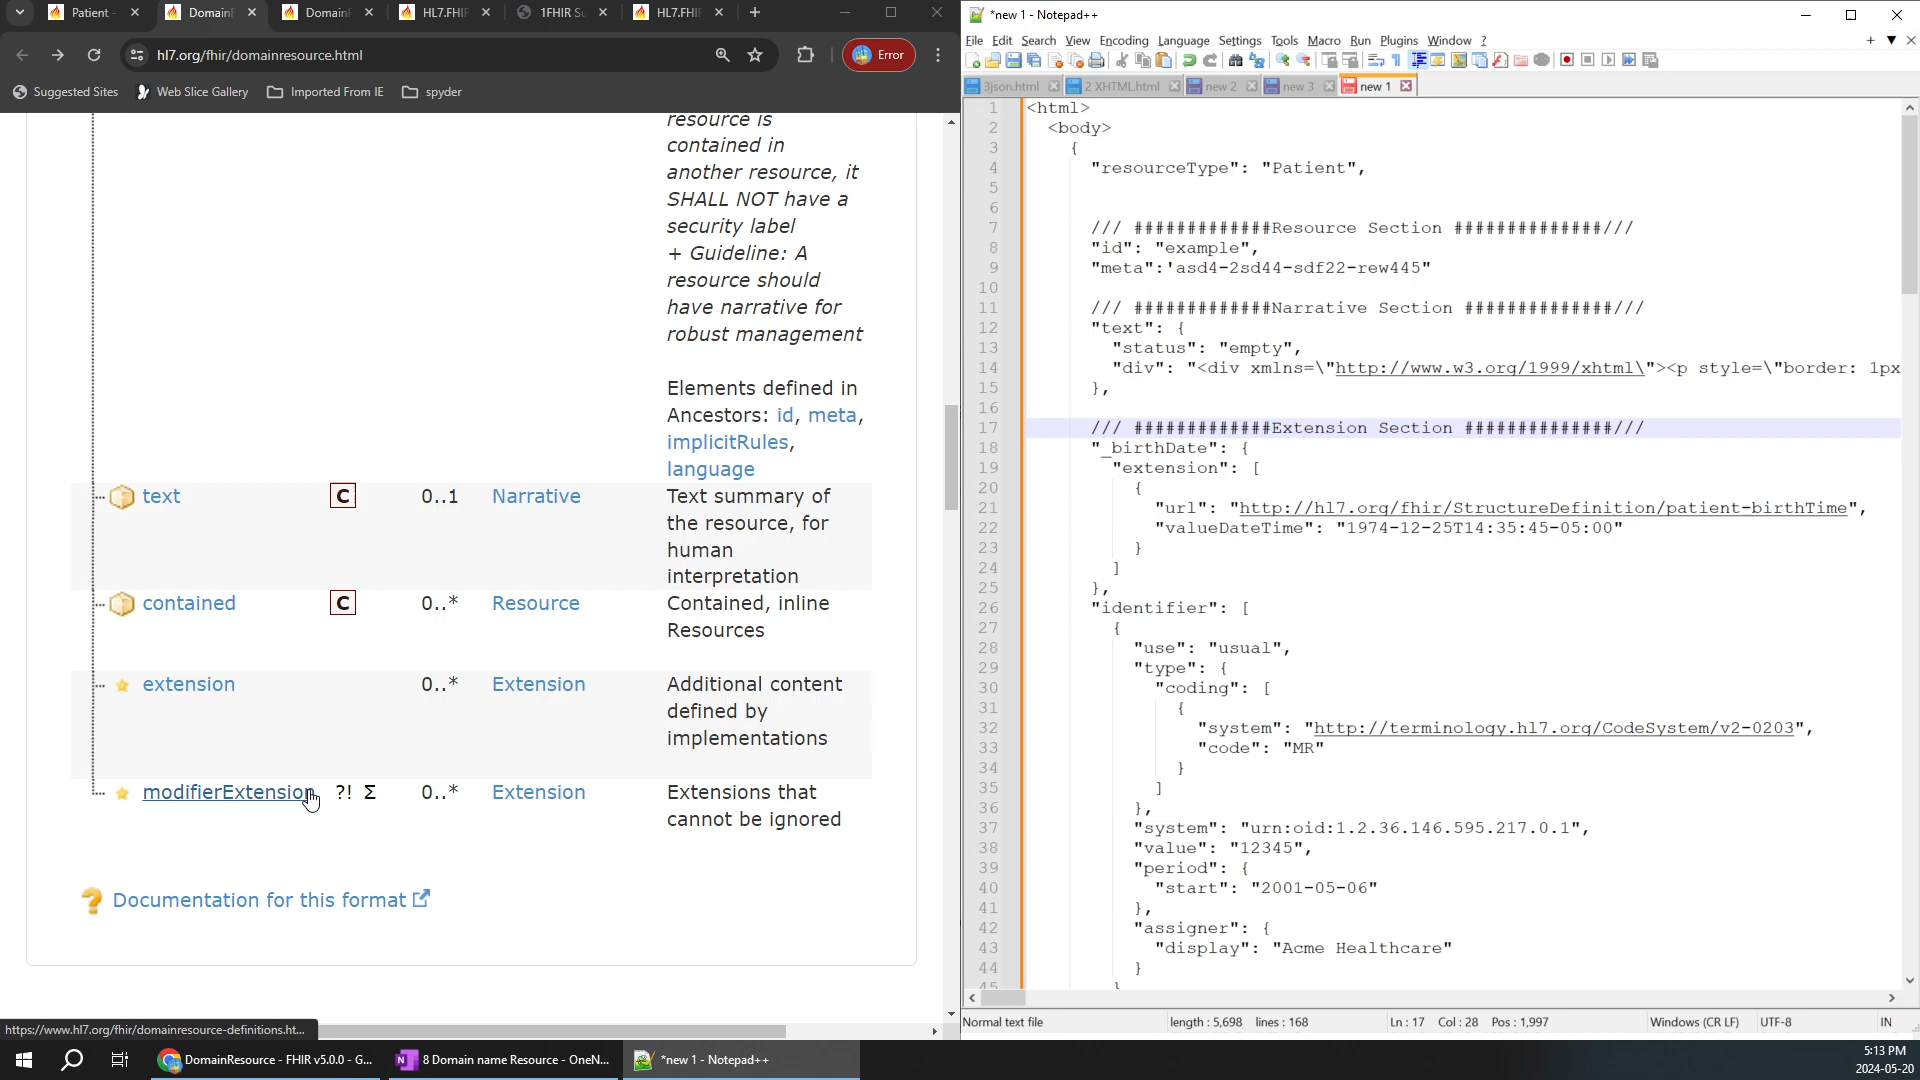 Patient -
Domain
Domain
HL7.FHI
1FHIR Su
HL7.FHI
hl7.org/fhir/domainresource.html
Error
Suggested Sites
Web Slice Gallery
Imported From IE
spyder
resource is
contained in
another resource, it
SHALL NOT have a
security label
+ Guideline: A
resource should
have narrative for
robust management
Elements defined in
Ancestors: id, meta,
implicitRules,
language
text C 0..1 Narrative Text summary of
the resource, for
human
interpretation
contained C 0..* Resource Contained, inline
Resources
extension 0..* Extension Additional content
defined by
implementations
modifierExtension ?! Σ 0..* Extension Extensions that
cannot be ignored
Documentation for this format
https://www.hl7.org/fhir/domainresource-definitions.ht...
*new 1 - Notepad++
File Edit Search View Encoding Language Settings Tools Macro Run Plugins Window ?
3json.html
2 XHTML.html
new 2
new 3
new 1
1 <html>
2 <body>
3 {
4 "resourceType": "Patient",
5
6
7 /// #############Resource Section ##############///
8 "id": "example",
9 "meta":'asd4-2sd44-sdf22-rew445"
10
11 /// #############Narrative Section ##############///
12 "text": {
13 "status": "empty",
14 "div": "<div xmlns=\"http://www.w3.org/1999/xhtml\"><p style=\"border: 1px
15 },
16
17 /// #############Extension Section ##############///
18 "_birthDate": {
19 "extension": [
20 {
21 "url": "http://hl7.org/fhir/StructureDefinition/patient-birthTime",
22 "valueDateTime": "1974-12-25T14:35:45-05:00"
23 }
24 ]
25 },
26 "identifier": [
27 {
28 "use": "usual",
29 "type": {
30 "coding": [
31 {
32 "system": "http://terminology.hl7.org/CodeSystem/v2-0203",
33 "code": "MR"
34 }
35 ]
36 },
37 "system": "urn:oid:1.2.36.146.595.217.0.1",
38 "value": "12345",
39 "period": {
40 "start": "2001-05-06"
41 },
42 "assigner": {
43 "display": "Acme Healthcare"
44 }
45 }
Normal text file
length : 5,698 lines : 168
Ln : 17 Col : 28 Pos : 1,997
Windows (CR LF)
UTF-8
IN
DomainResource - FHIR v5.0.0 - G...
8 Domain name Resource - OneN...
*new 1 - Notepad++
5:13 PM
2024-05-20